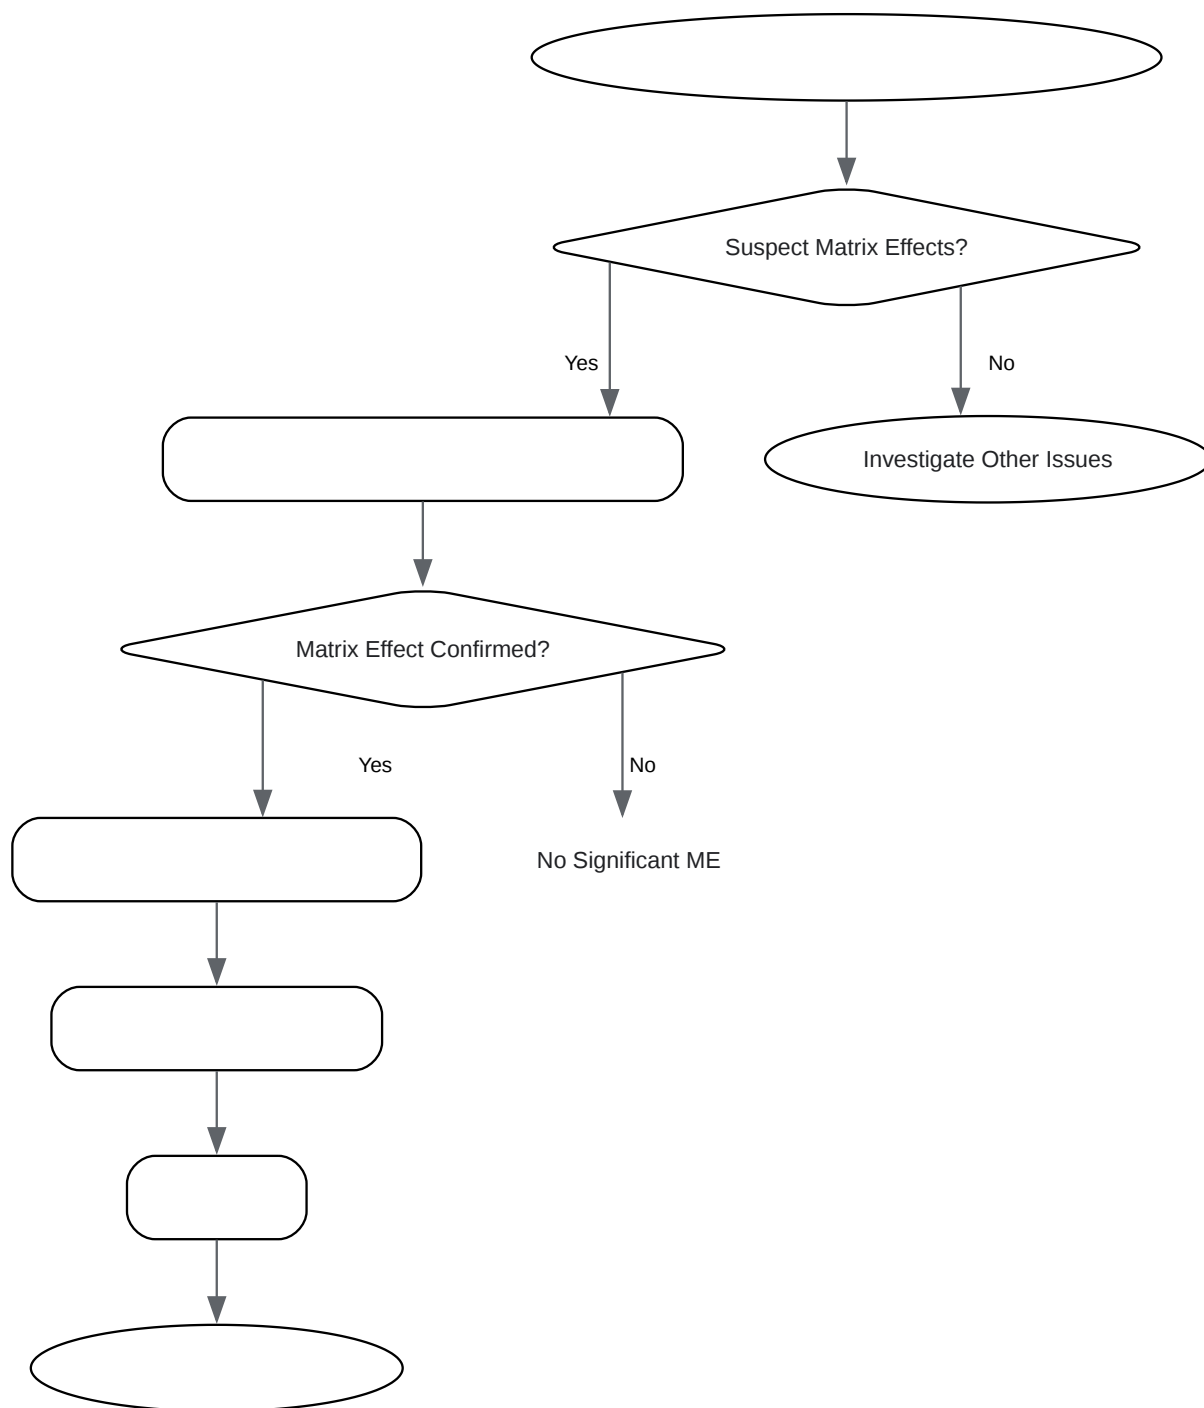 Suspect Matrix Effects?
Yes
No
Investigate Other Issues
Matrix Effect Confirmed?
Yes
No
No Significant ME